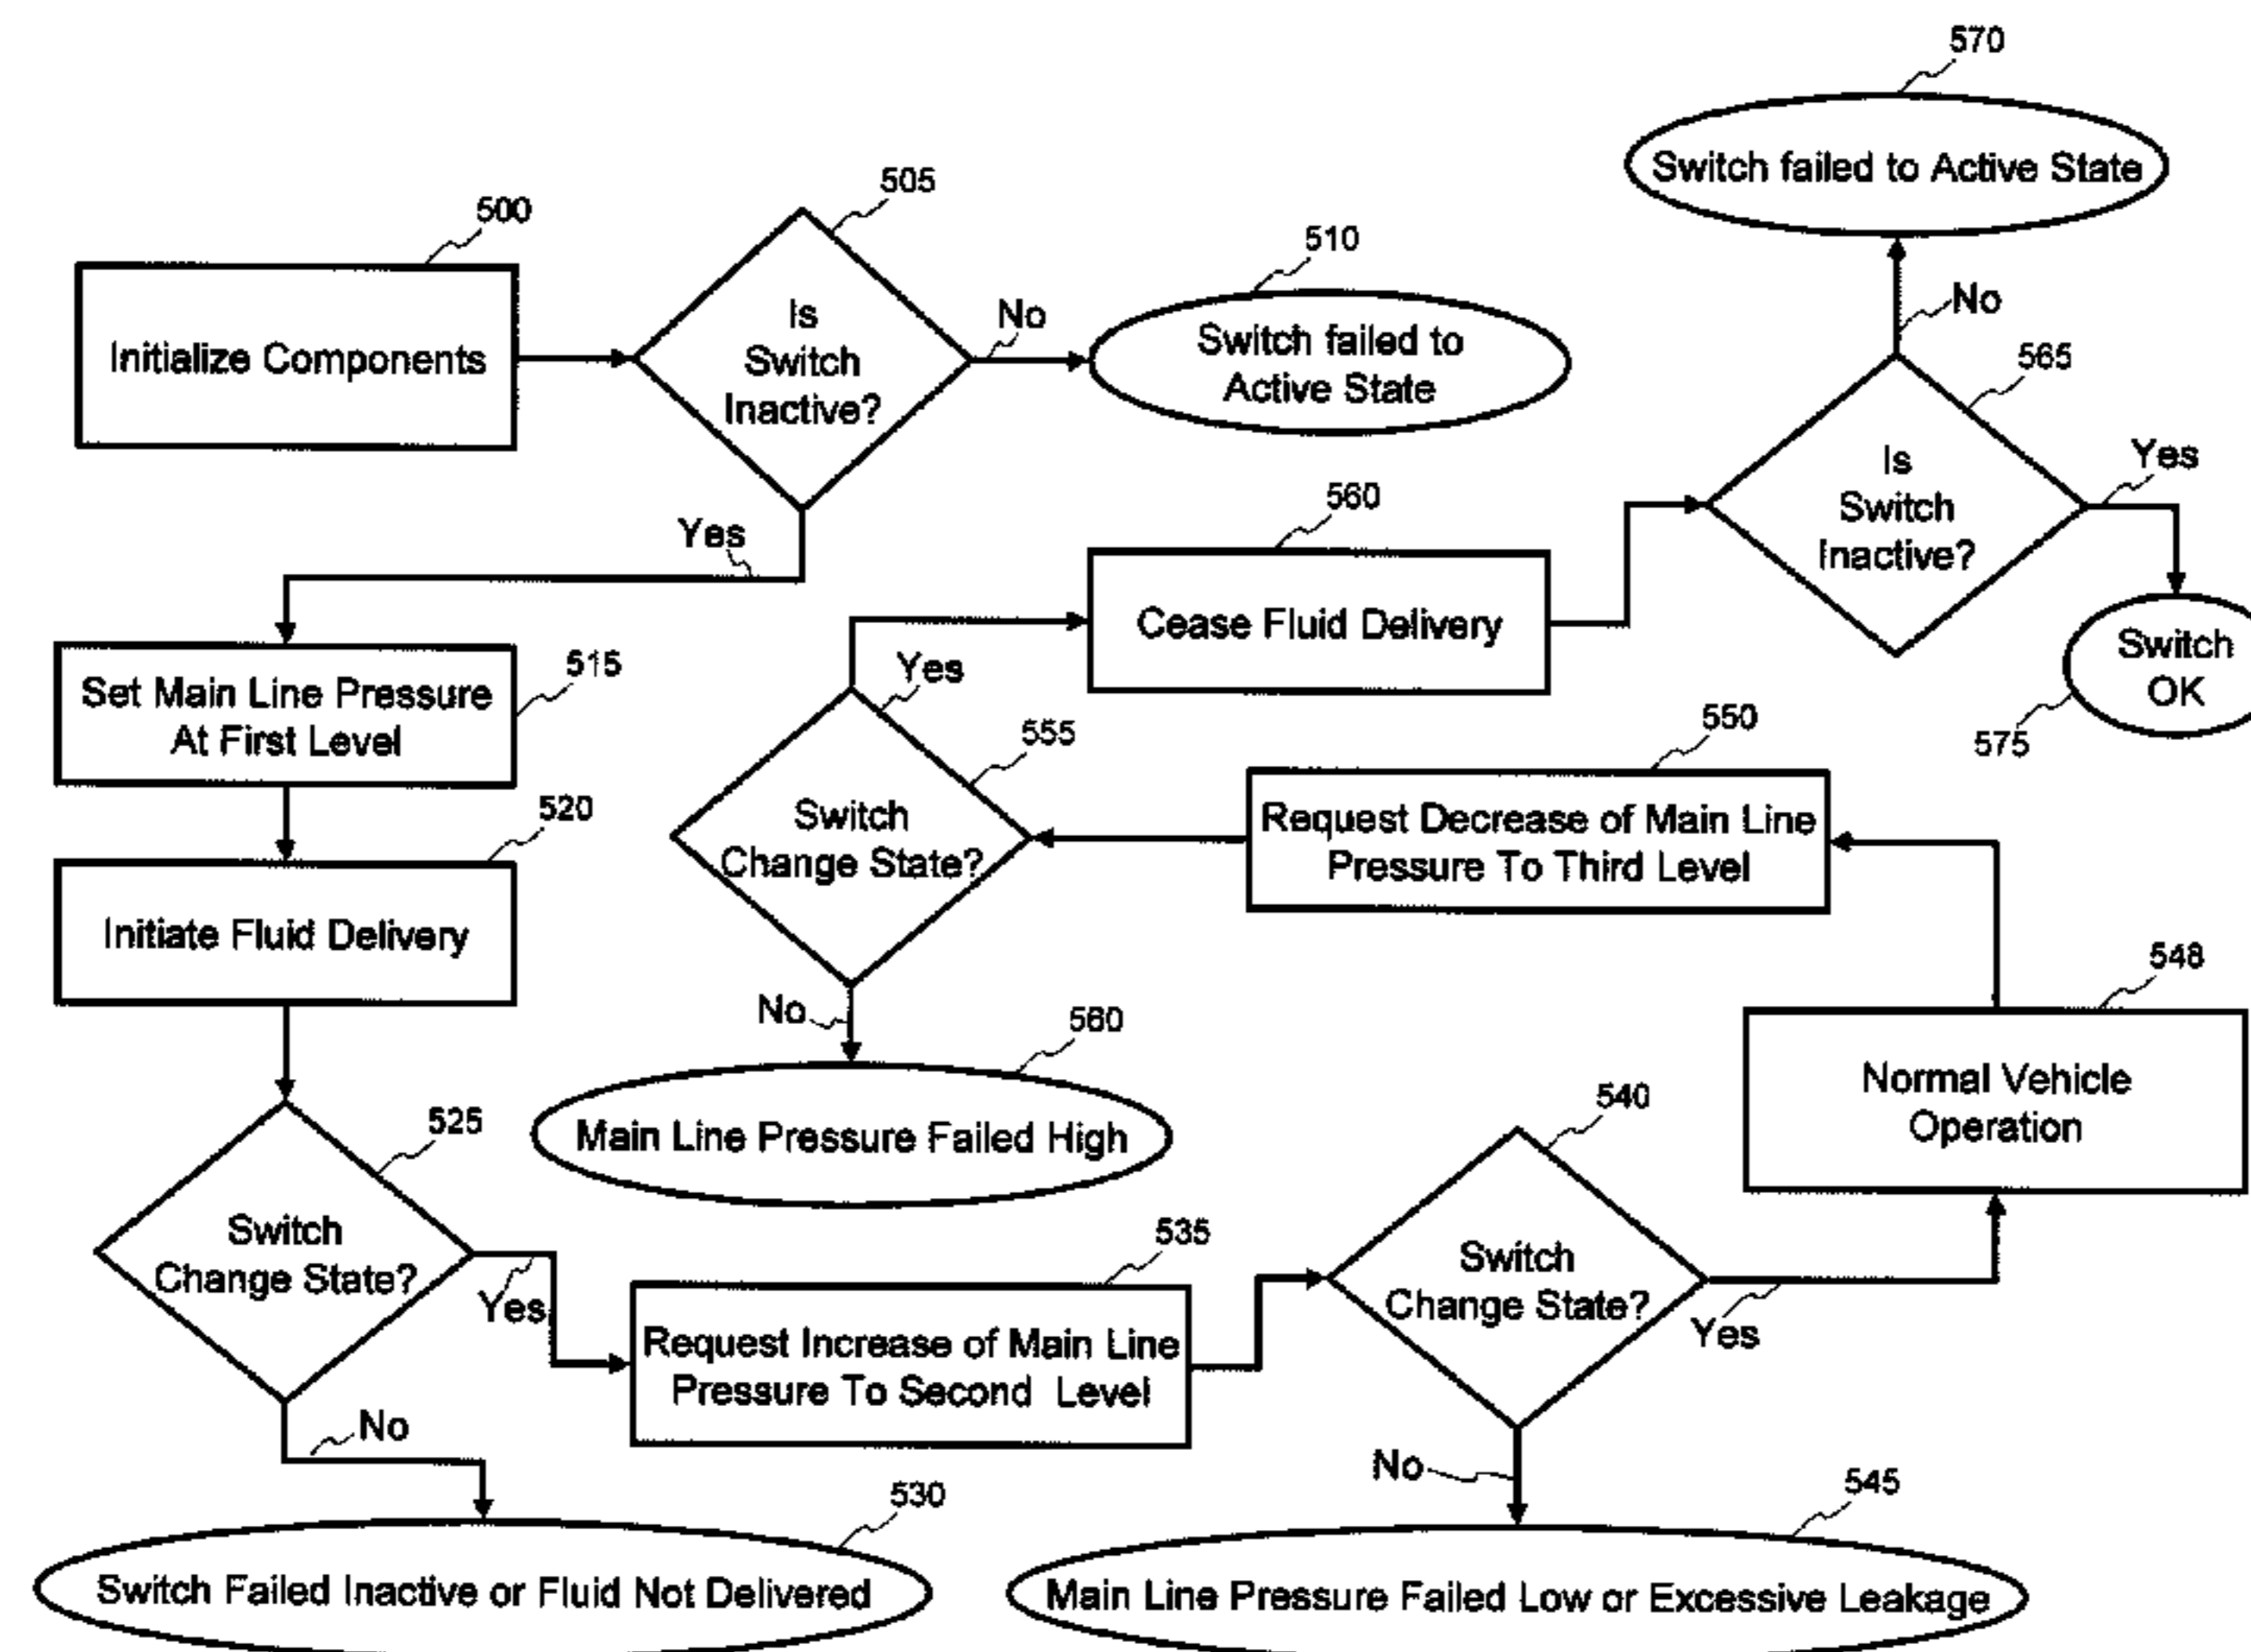 500
Initialize Components
505
Is
Switch
Inactive?
No
510
Switch failed to
Active State
Yes
515
Set Main Line Pressure
At First Level
520
Initiate Fluid Delivery
525
Switch
Change State?
No
530
Switch Failed Inactive or Fluid Not Delivered
Yes
535
Request Increase of Main Line
Pressure To Second Level
540
Switch
Change State?
No
545
Main Line Pressure Failed Low or Excessive Leakage
Yes
548
Normal Vehicle
Operation
550
Request Decrease of Main Line
Pressure To Third Level
555
Switch
Change State?
No
560
Main Line Pressure Failed High
Yes
560
Cease Fluid Delivery
565
Is
Switch
Inactive?
No
570
Switch failed to Active State
Yes
Switch
OK
575